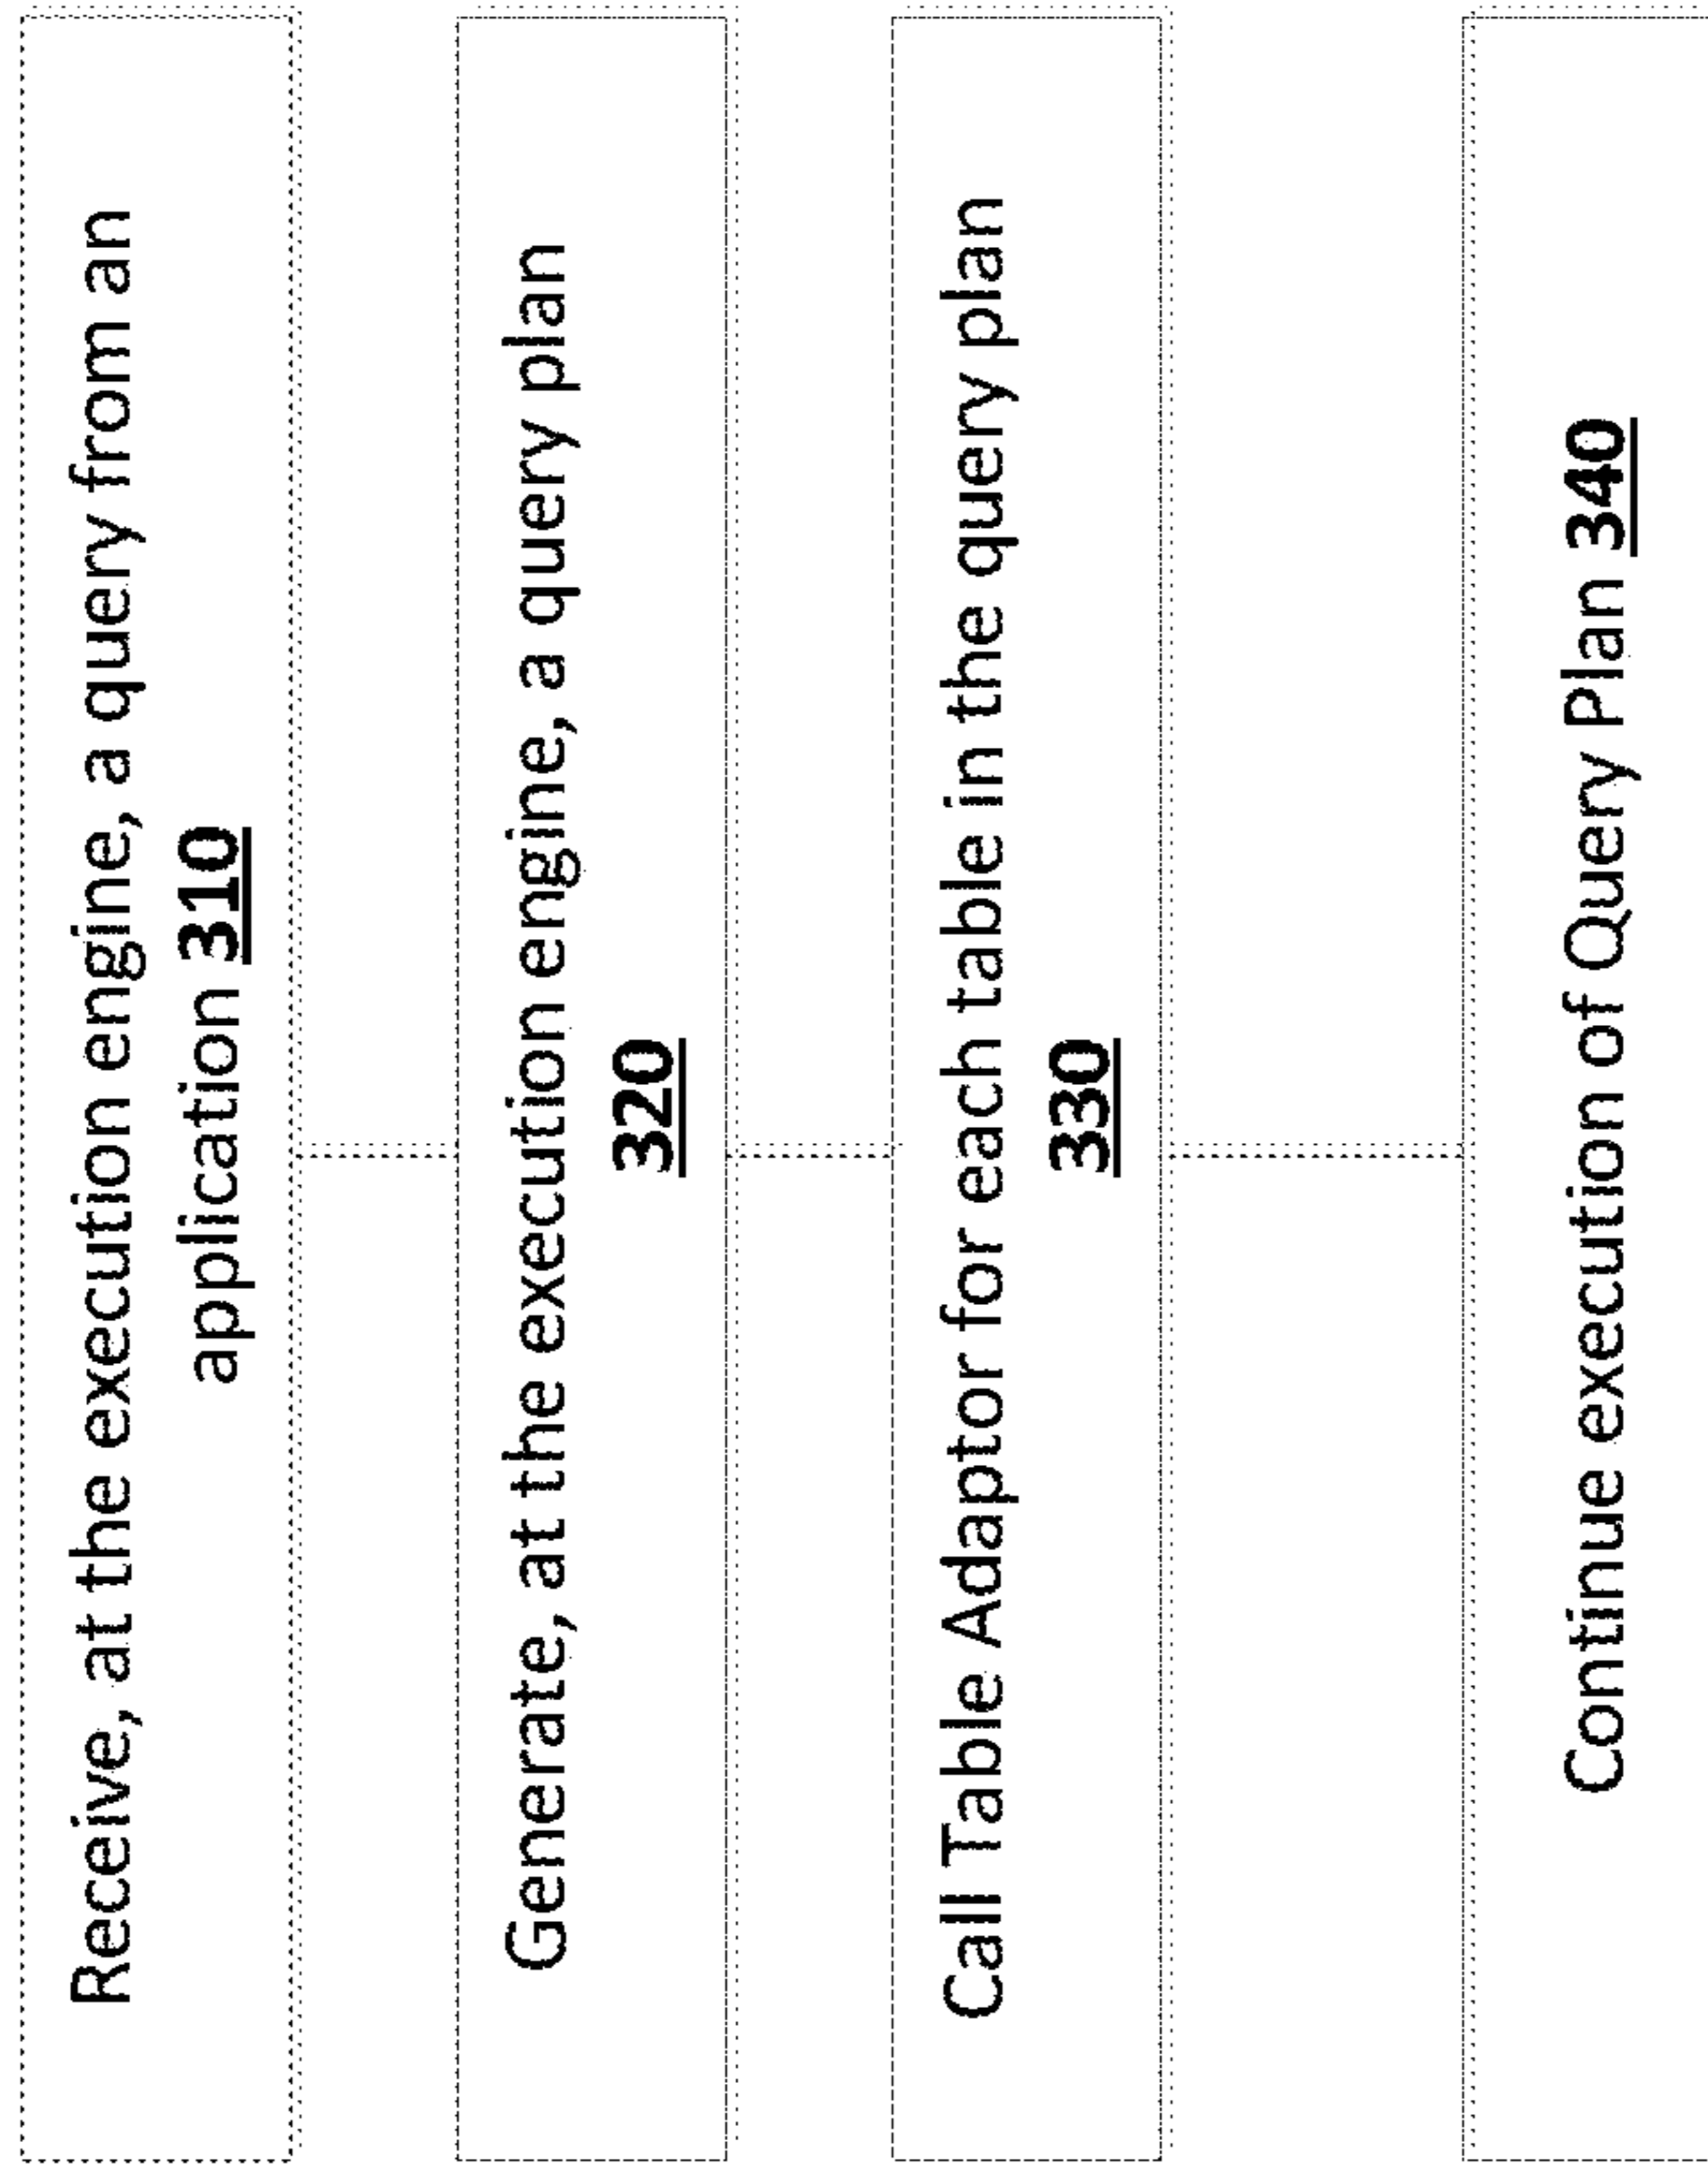 Receive, at the execution engine, a query from an
application 310
Generate, at the execution engine, a query plan
320
Call Table Adaptor for each table in the query plan
330
Continue execution of Query Plan 340